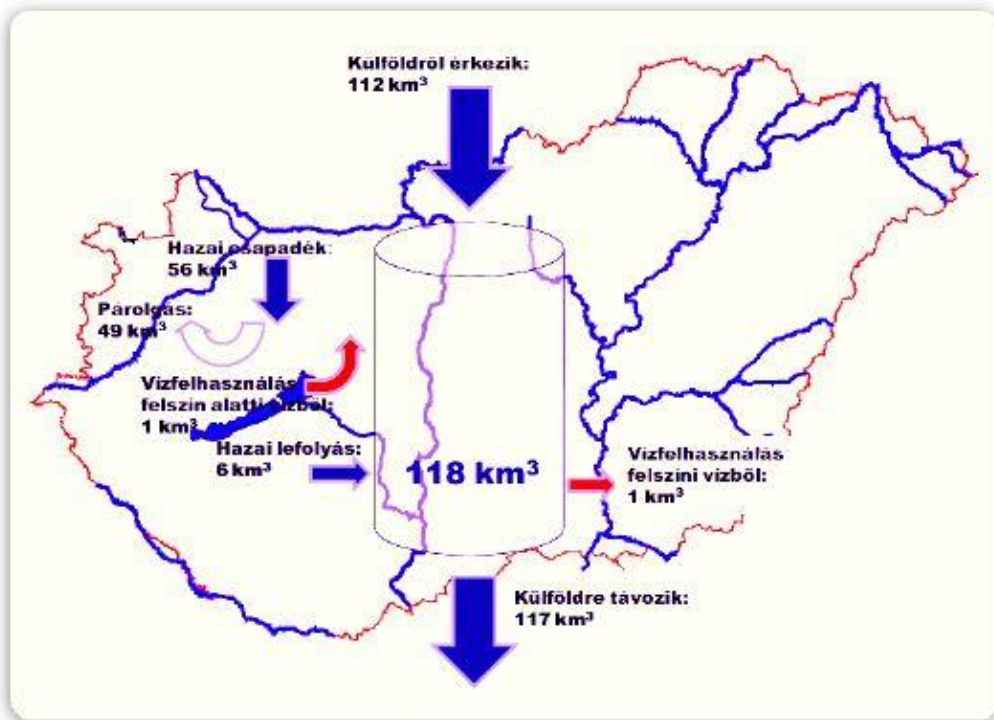 Külföldről érkezik:
112 km³
Hazai csapadék:
56 km³
Párolgás:
49 km³
Vízfelhasználás
felszín alatti vízből:
1 km³
Hazai lefolyás:
6 km³
118 km³
Vízfelhasználás
felszíni vízből:
1 km³
Külföldre távozik:
117 km³